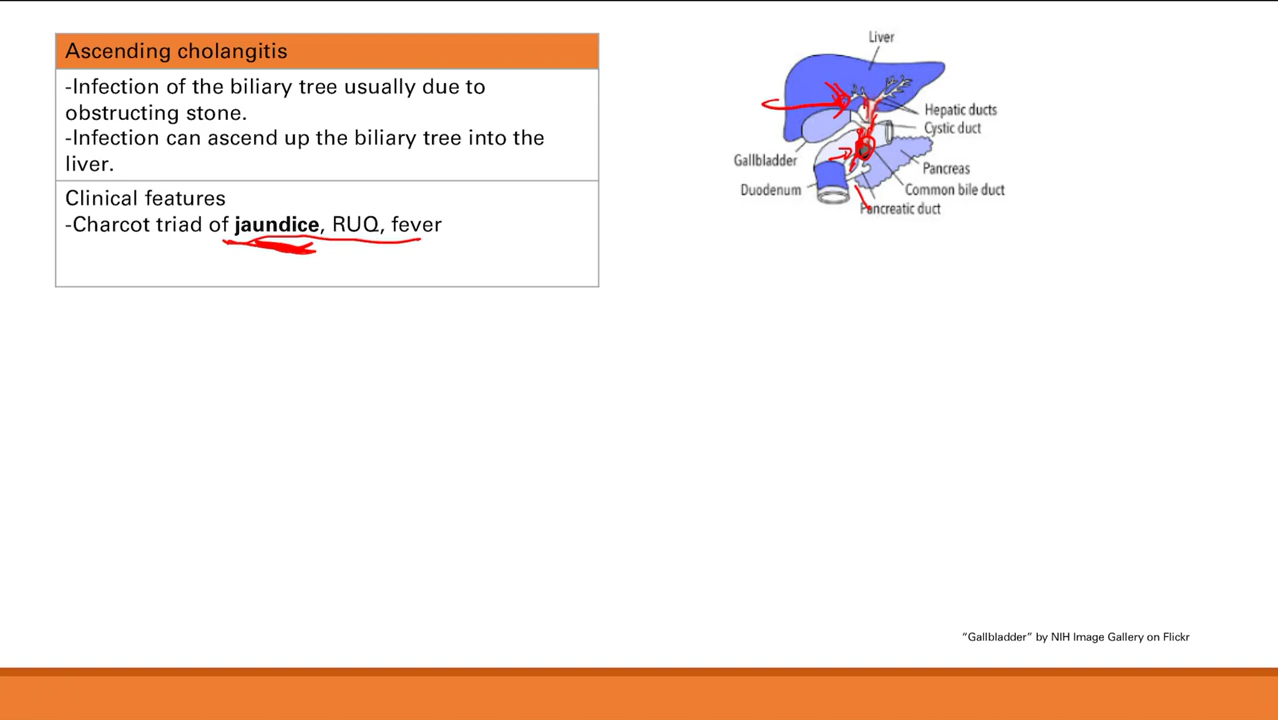 Ascending cholangitis
-Infection of the biliary tree usually due to
obstructing stone.
-Infection can ascend up the biliary tree into the
liver.
Clinical features
-Charcot triad of jaundice, RUQ, fever
Liver
Hepatic ducts
Cystic duct
Gallbladder
Pancreas
Duodenum
Common bile duct
Pancreatic duct
"Gallbladder" by NIH Image Gallery on Flickr